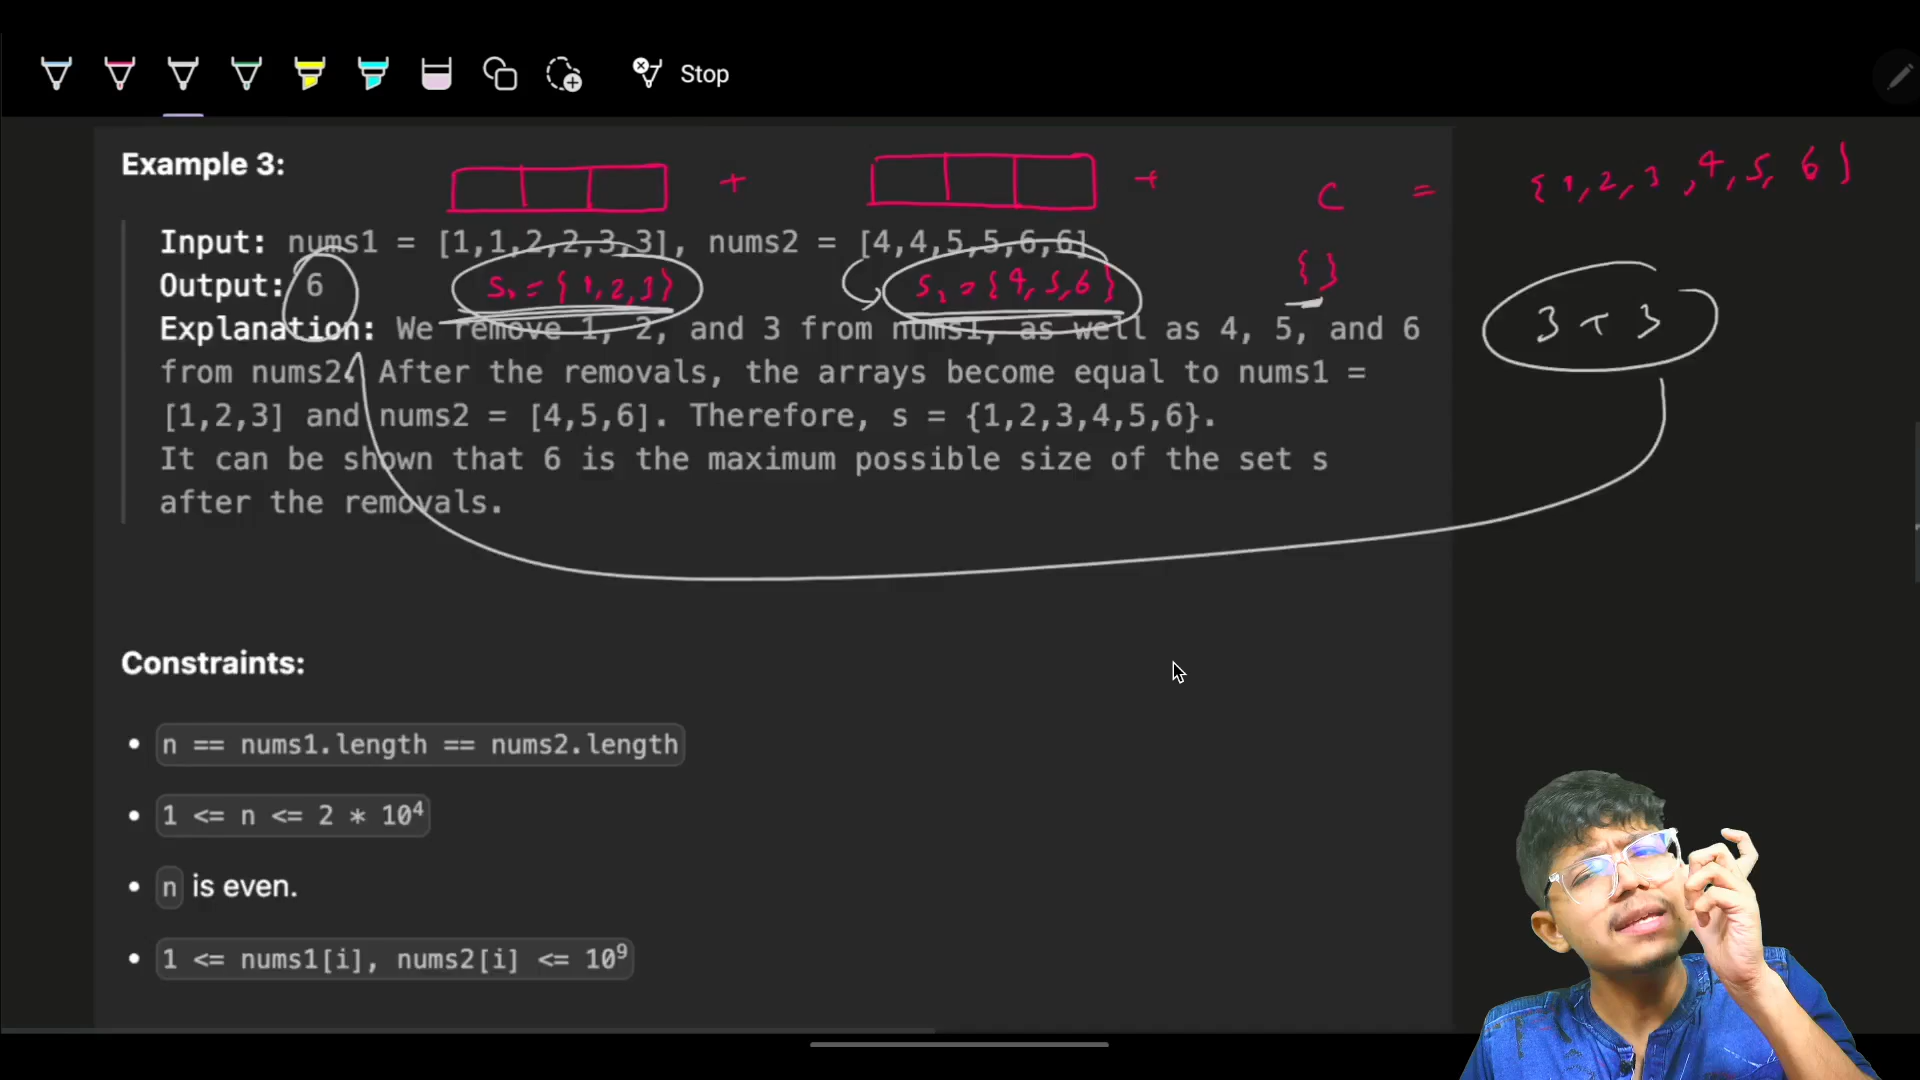 Stop
Example 3:
+ + C = {1,2,3,4,5,6}
Input: nums1 = [1,1,2,2,3,3], nums2 = [4,4,5,5,6,6]
{}
Output: 6 S₁ = {1,2,3} S₂ = {4,5,6}
3 + 3
Explanation: We remove 1, 2, and 3 from nums1, as well as 4, 5, and 6
from nums2. After the removals, the arrays become equal to nums1 =
[1,2,3] and nums2 = [4,5,6]. Therefore, s = {1,2,3,4,5,6}.
It can be shown that 6 is the maximum possible size of the set s
after the removals.
Constraints:
• n == nums1.length == nums2.length
• 1 <= n <= 2 * 10⁴
• n is even.
• 1 <= nums1[i], nums2[i] <= 10⁹